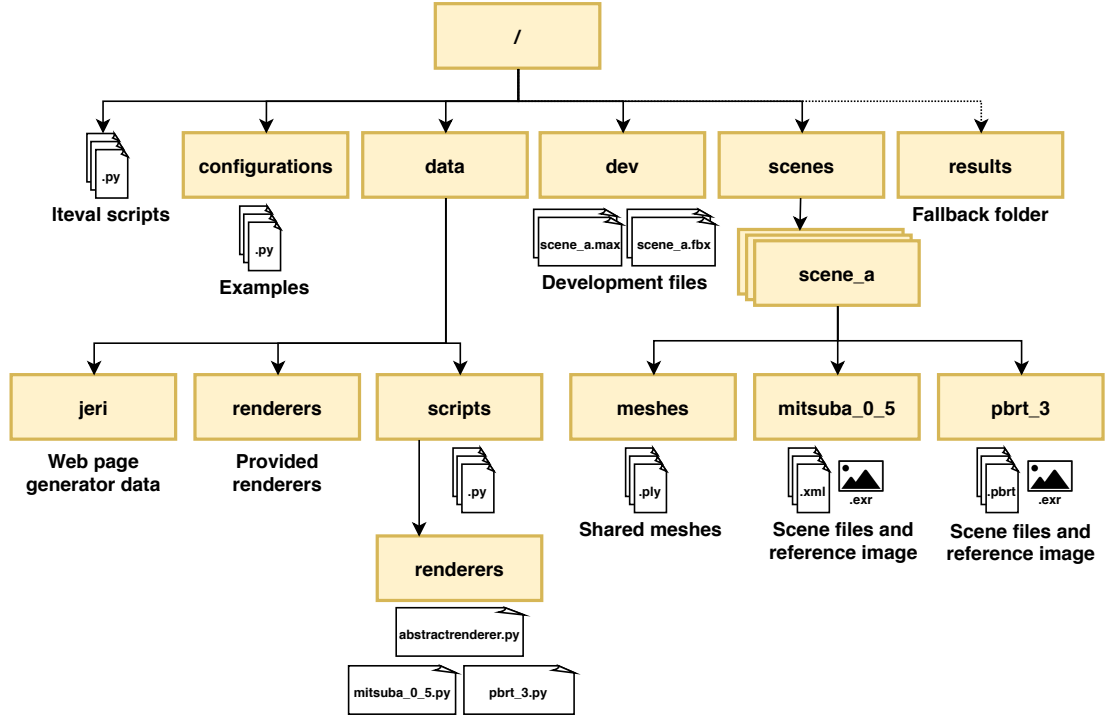 /
configurations
data
dev
scenes
results
.py
Iteval scripts
.py
Examples
scene_a.max
scene_a.fbx
Development files
Fallback folder
scene_a
jeri
renderers
scripts
meshes
mitsuba_0_5
pbrt_3
Web page
generator data
Provided
renderers
.py
.ply
Shared meshes
.xml
.exr
Scene files and
reference image
.pbrt
.exr
Scene files and
reference image
renderers
abstractrenderer.py
mitsuba_0_5.py
pbrt_3.py